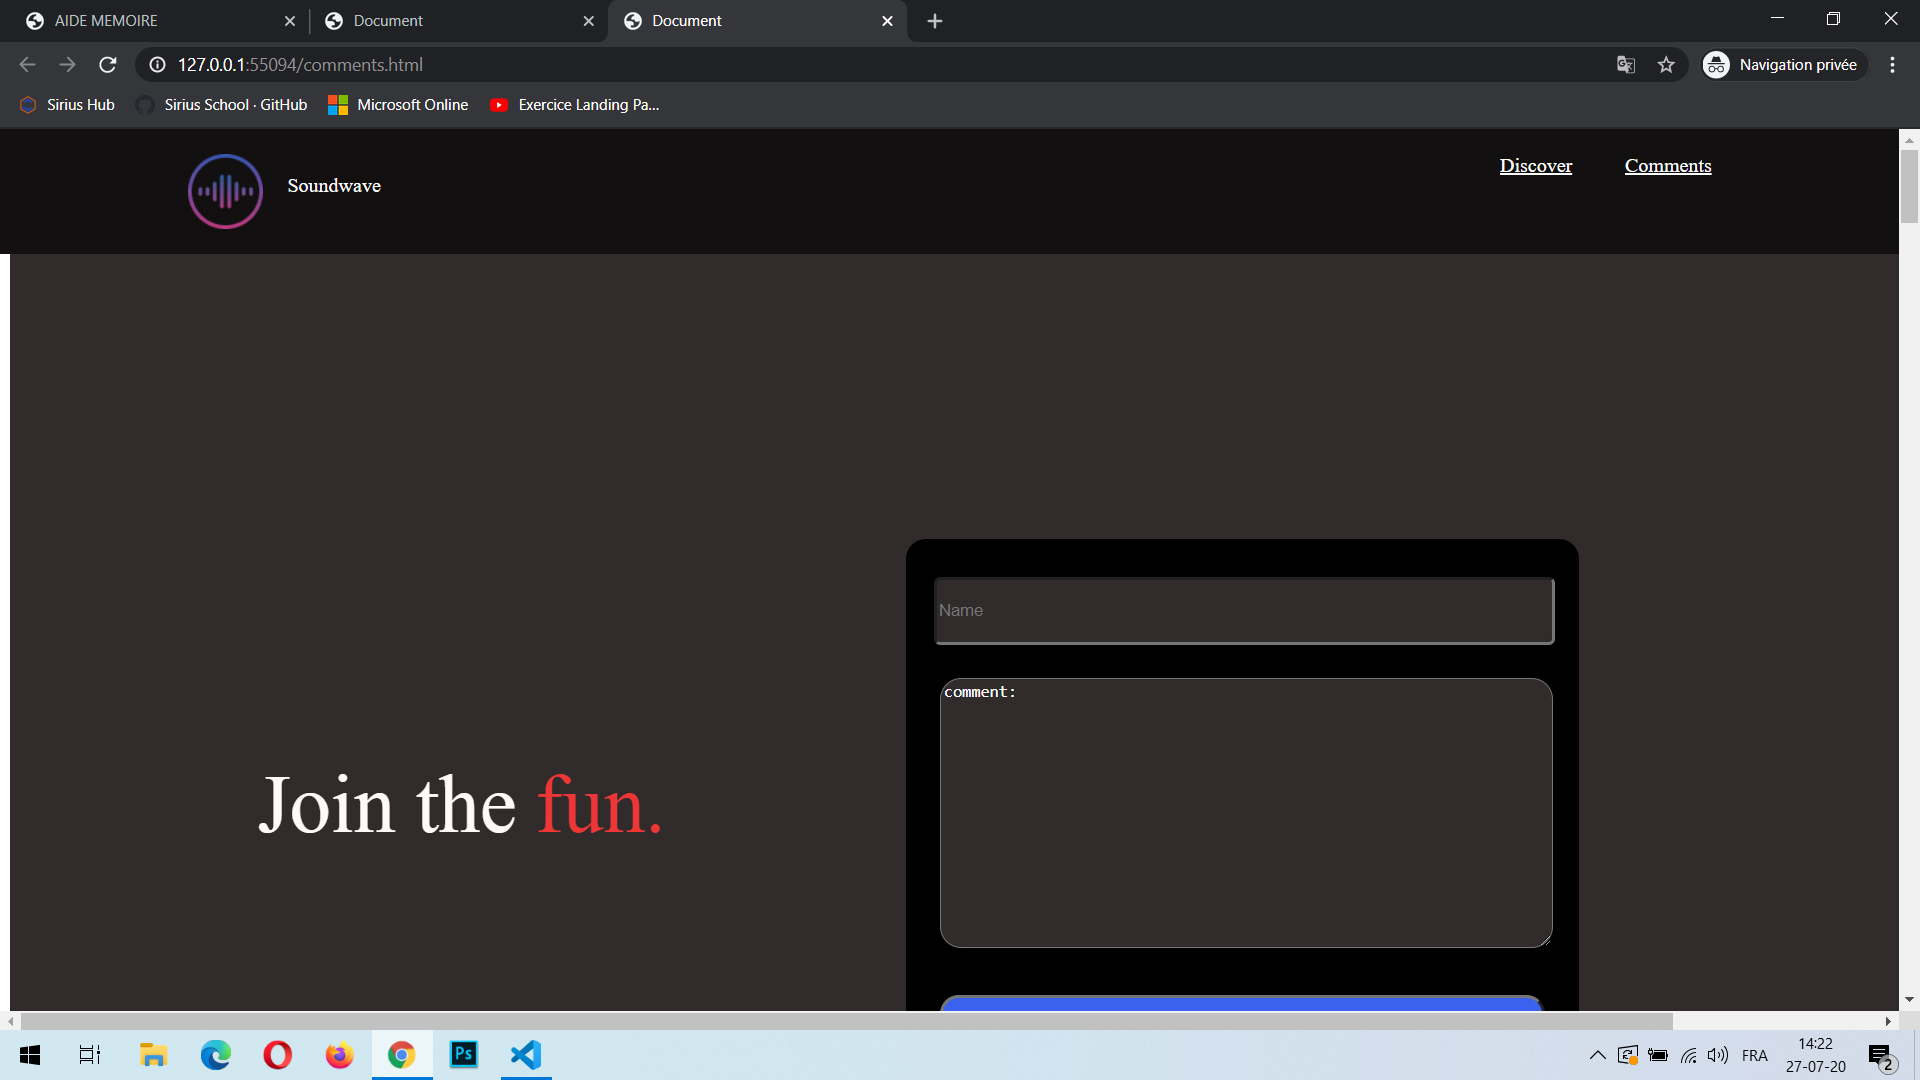 AIDE MEMOIRE
Document
Document
127.0.0.1:55094/comments.html
Navigation privée
Sirius Hub
Sirius School · GitHub
Microsoft Online
Exercice Landing Pa...
Soundwave
Discover
Comments
Name
comment:
Join the fun.
Ps
FRA
14:22
27-07-20
2